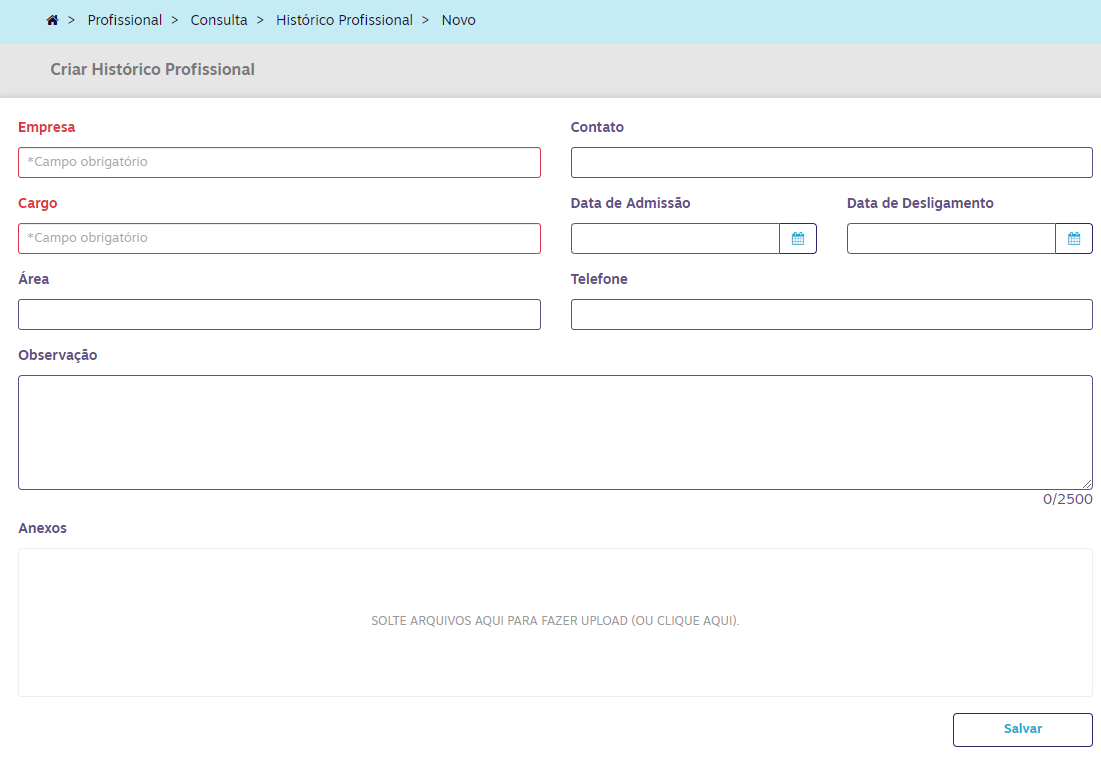 > Profissional > Consulta > Histórico Profissional > Novo
Criar Histórico Profissional
Empresa
*Campo obrigatório
Contato
Cargo
*Campo obrigatório
Data de Admissão
Data de Desligamento
Área
Telefone
Observação
0/2500
Anexos
SOLTE ARQUIVOS AQUI PARA FAZER UPLOAD (OU CLIQUE AQUI).
Salvar